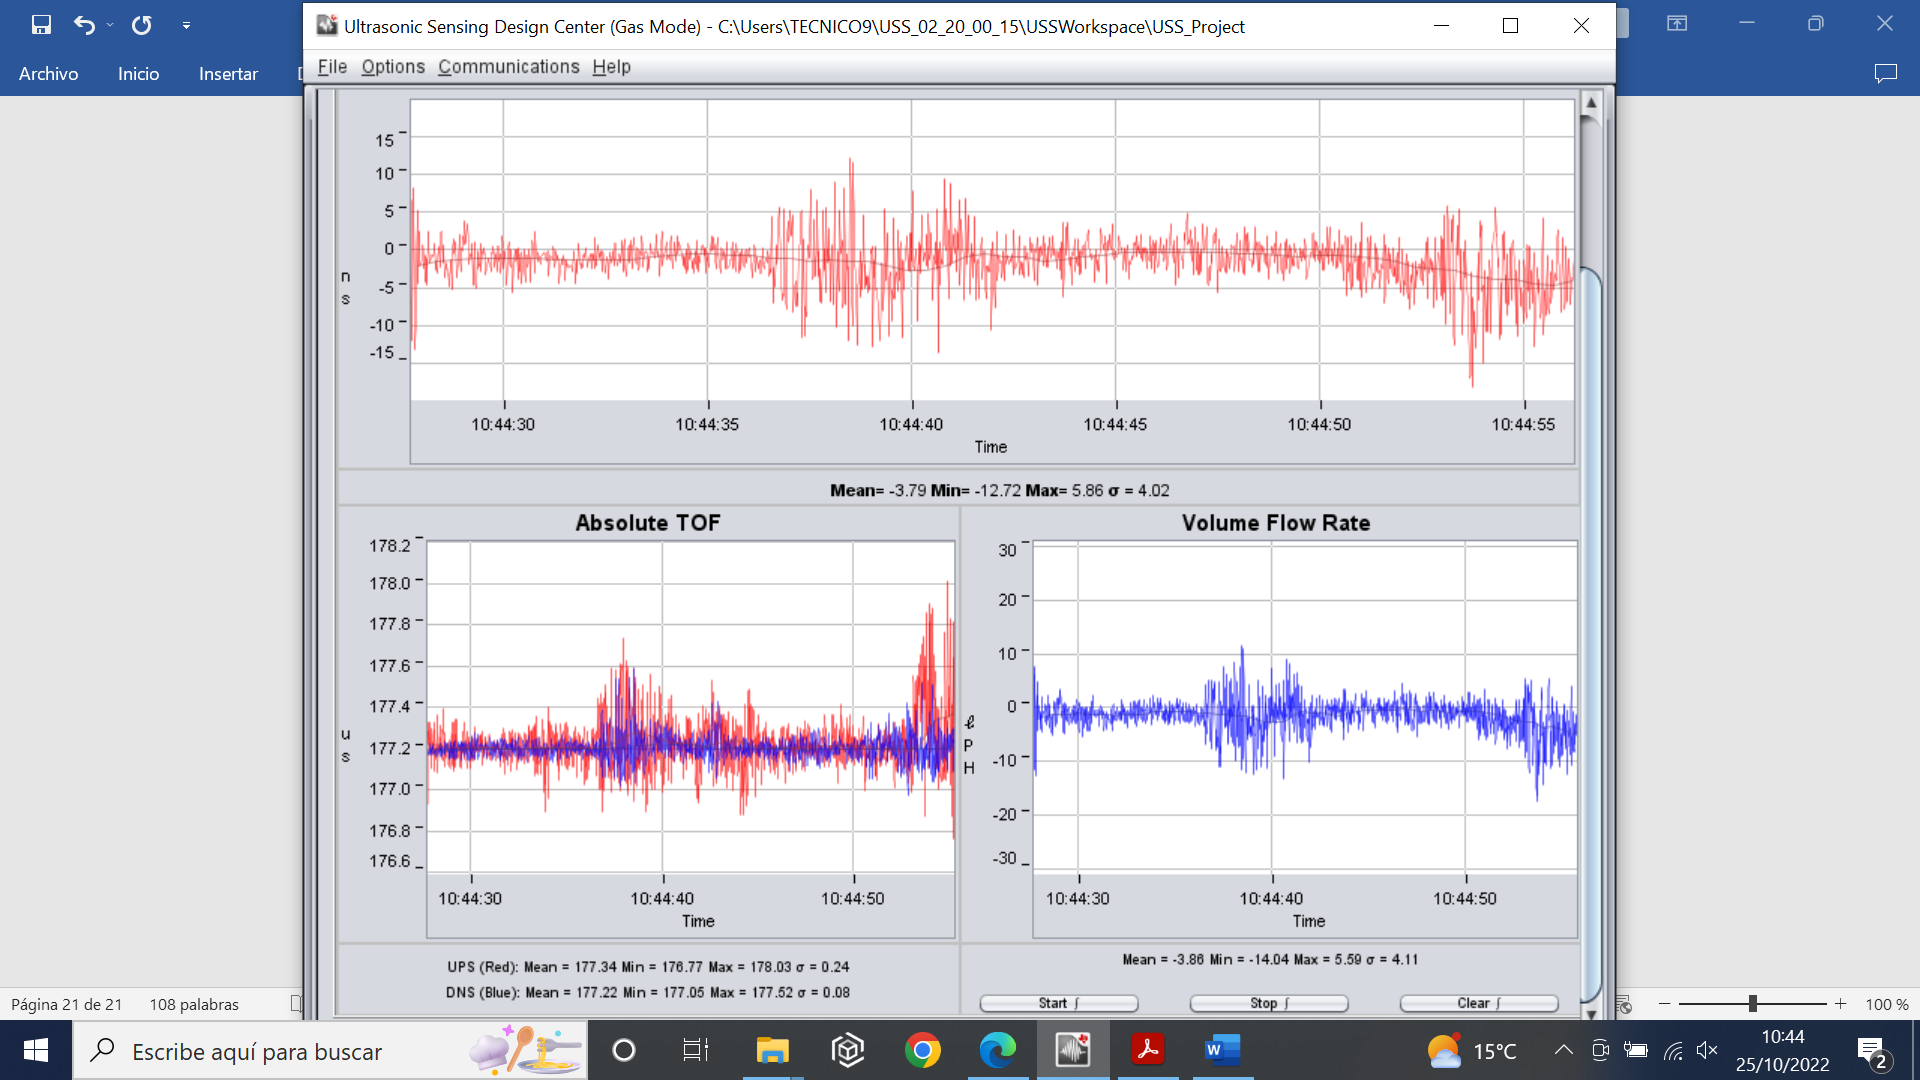 Ultrasonic Sensing Design Center (Gas Mode) - C:\Users\TECNICO9\USS_02_20_00_15\USSWorkspace\USS_Project
Archivo Inicio Insertar
File Options Communications Help
15
10
5
0
-5
-10
-15
n
s
10:44:30 10:44:35 10:44:40 10:44:45 10:44:50 10:44:55
Time
Mean= -3.79 Min= -12.72 Max= 5.86 σ = 4.02
Absolute TOF
178.2
178.0
177.8
177.6
177.4
177.2
177.0
176.8
176.6
u
s
10:44:30 10:44:40 10:44:50
Time
UPS (Red): Mean = 177.34 Min = 176.77 Max = 178.03 σ = 0.24
DNS (Blue): Mean = 177.22 Min = 177.05 Max = 177.52 σ = 0.08
Volume Flow Rate
30
20
10
0
-10
-20
-30
ℓ
P
H
10:44:30 10:44:40 10:44:50
Time
Mean = -3.86 Min = -14.04 Max = 5.59 σ = 4.11
Start ∫ Stop ∫ Clear ∫
Página 21 de 21 108 palabras 100 %
Escribe aquí para buscar
15°C
10:44
25/10/2022
2